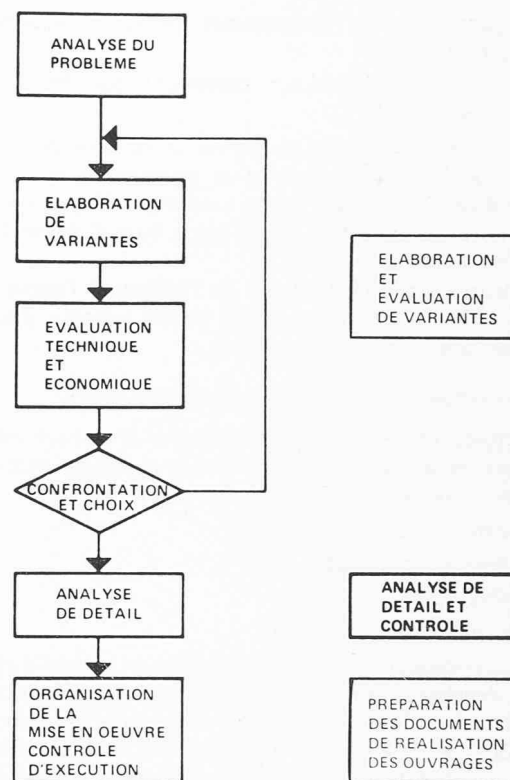 ANALYSE DU
PROBLEME
ELABORATION
DE
VARIANTES
EVALUATION
TECHNIQUE
ET
ECONOMIQUE
CONFRONTATION
ET CHOIX
ANALYSE
DE DETAIL
ORGANISATION
DE LA
MISE EN OEUVRE
CONTROLE
D'EXECUTION
ELABORATION
ET
EVALUATION
DE VARIANTES
ANALYSE DE
DETAIL ET
CONTROLE
PREPARATION
DES DOCUMENTS
DE REALISATION
DES OUVRAGES